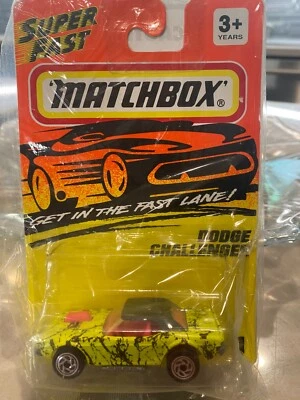 SUPER
FAST
3+
YEARS
MATCHBOX®
GET IN THE FAST LANE!
DODGE
CHALLENGER